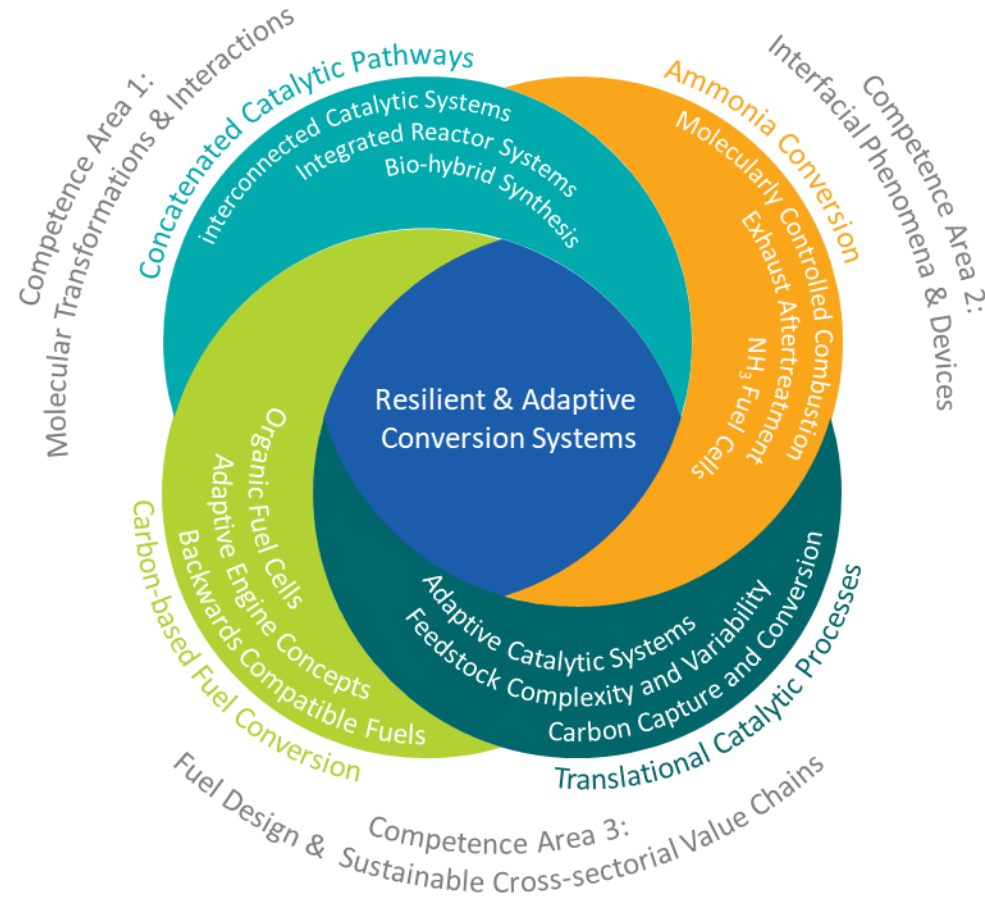 Competence Area 1:
Molecular Transformations & Interactions
Concatenated Catalytic Pathways
interconnected Catalytic Systems
Integrated Reactor Systems
Bio-hybrid Synthesis
Competence Area 2:
Interfacial Phenomena & Devices
Ammonia Conversion
Molecularly Controlled Combustion
Exhaust Aftertreatment
NH₃ Fuel Cells
Resilient & Adaptive
Conversion Systems
Organic Fuel Cells
Adaptive Engine Concepts
Backwards Compatible Fuels
Carbon-based Fuel Conversion
Adaptive Catalytic Systems
Feedstock Complexity and Variability
Carbon Capture and Conversion
Translational Catalytic Processes
Competence Area 3:
Fuel Design & Sustainable Cross-sectorial Value Chains